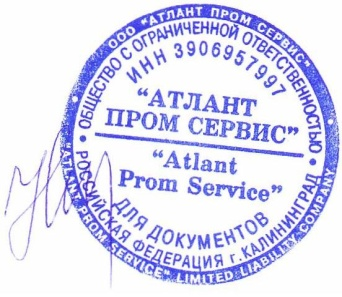 ООО "АТЛАНТ ПРОМ СЕРВИС"
ОБЩЕСТВО С ОГРАНИЧЕННОЙ ОТВЕТСТВЕННОСТЬЮ
ИНН 3906957997
"АТЛАНТ
ПРОМ СЕРВИС"
"Atlant
Prom Service"
ДЛЯ ДОКУМЕНТОВ
РОССИЙСКАЯ ФЕДЕРАЦИЯ г.КАЛИНИНГРАД
"ATLANT PROM SERVICE" LIMITED LIABILITY COMPANY